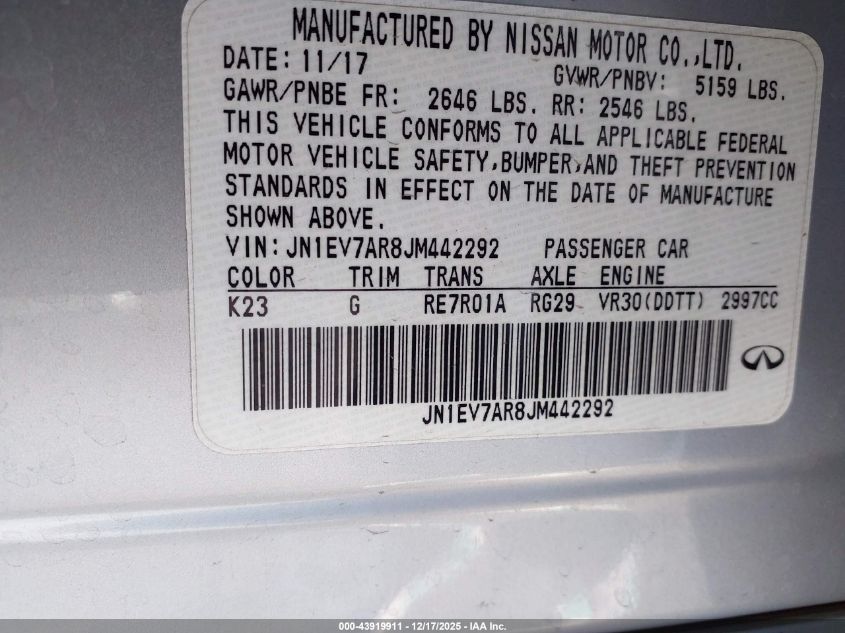 MANUFACTURED BY NISSAN MOTOR CO.,LTD.
DATE: 11/17 GVWR/PNBV: 5159 LBS.
GAWR/PNBE FR: 2646 LBS. RR: 2546 LBS.
THIS VEHICLE CONFORMS TO ALL APPLICABLE FEDERAL
MOTOR VEHICLE SAFETY,BUMPER,AND THEFT PREVENTION
STANDARDS IN EFFECT ON THE DATE OF MANUFACTURE
SHOWN ABOVE.
VIN: JN1EV7AR8JM442292 PASSENGER CAR
COLOR TRIM TRANS AXLE ENGINE
K23 G RE7R01A RG29 VR30(DDTT) 2997CC
JN1EV7AR8JM442292
000-43919911 - 12/17/2025 - IAA Inc.